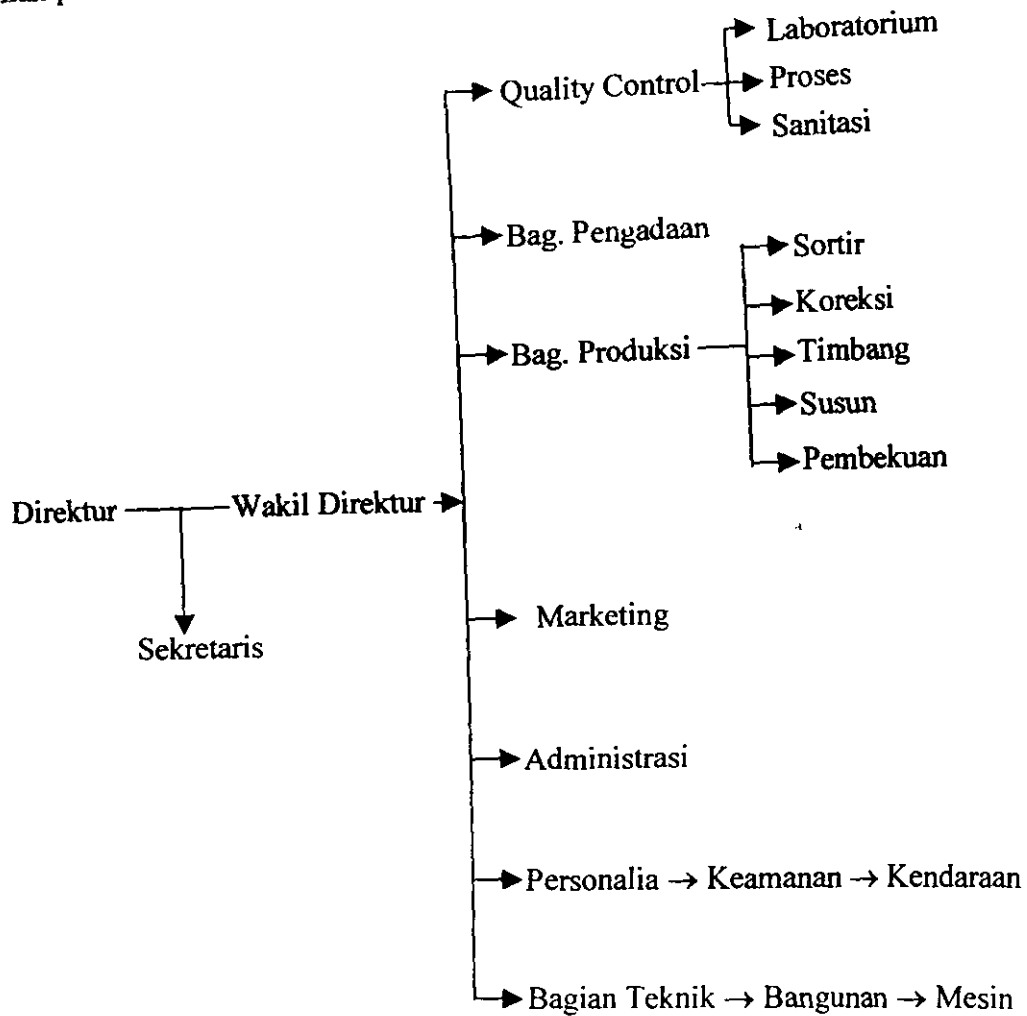 Laboratorium
Quality Control
Proses
Sanitasi
Bag. Pengadaan
Sortir
Koreksi
Bag. Produksi
Timbang
Susun
Pembekuan
Direktur
Wakil Direktur
Sekretaris
Marketing
Administrasi
Personalia → Keamanan → Kendaraan
Bagian Teknik → Bangunan → Mesin